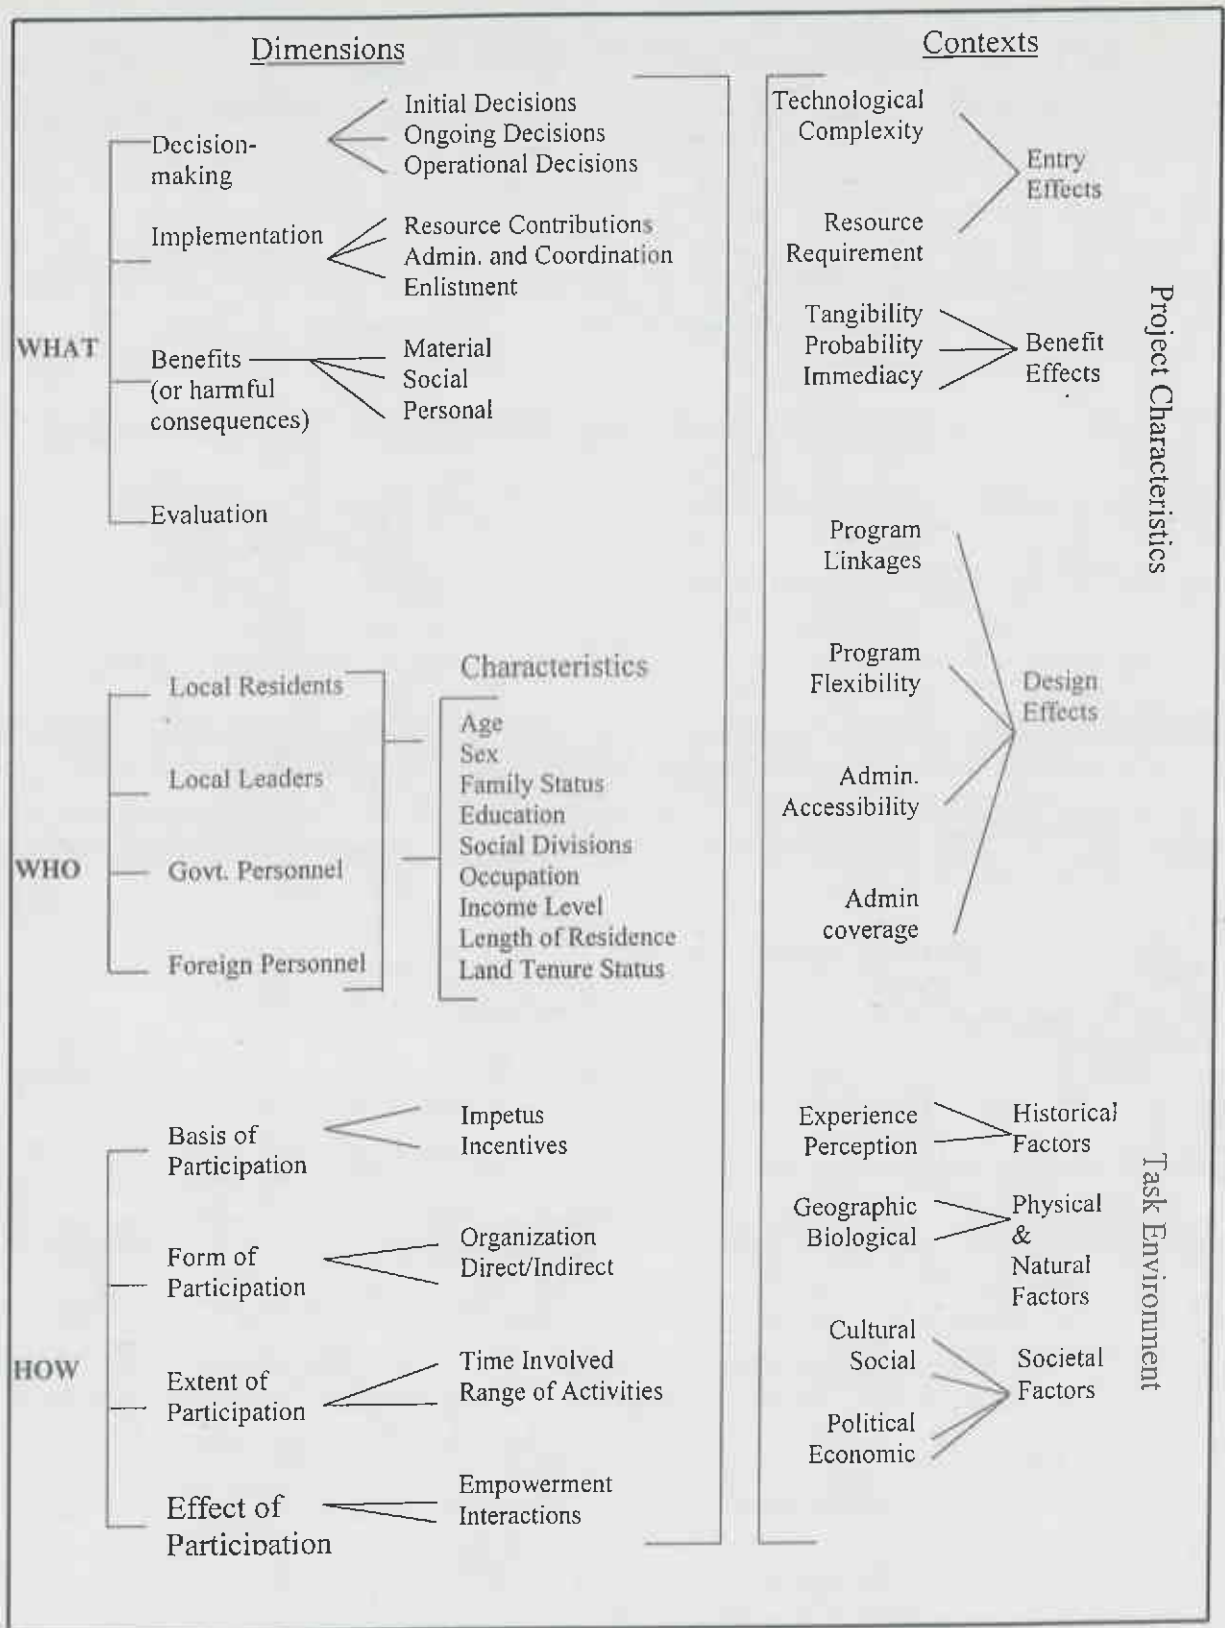 Dimensions
Decision-
making
Initial Decisions
Ongoing Decisions
Operational Decisions
Implementation
Resource Contributions
Admin. and Coordination
Enlistment
WHAT
Benefits
(or harmful
consequences)
Material
Social
Personal
Evaluation
WHO
Local Residents
Local Leaders
Govt. Personnel
Foreign Personnel
Characteristics
Age
Sex
Family Status
Education
Social Divisions
Occupation
Income Level
Length of Residence
Land Tenure Status
HOW
Basis of
Participation
Impetus
Incentives
Form of
Participation
Organization
Direct/Indirect
Extent of
Participation
Time Involved
Range of Activities
Effect of
Participation
Empowerment
Interactions
Contexts
Technological
Complexity
Resource
Requirement
Entry
Effects
Tangibility
Probability
Immediacy
Benefit
Effects
Program
Linkages
Program
Flexibility
Admin.
Accessibility
Admin
coverage
Design
Effects
Project Characteristics
Experience
Perception
Historical
Factors
Geographic
Biological
Physical
&
Natural
Factors
Cultural
Social
Political
Economic
Societal
Factors
Task Environment